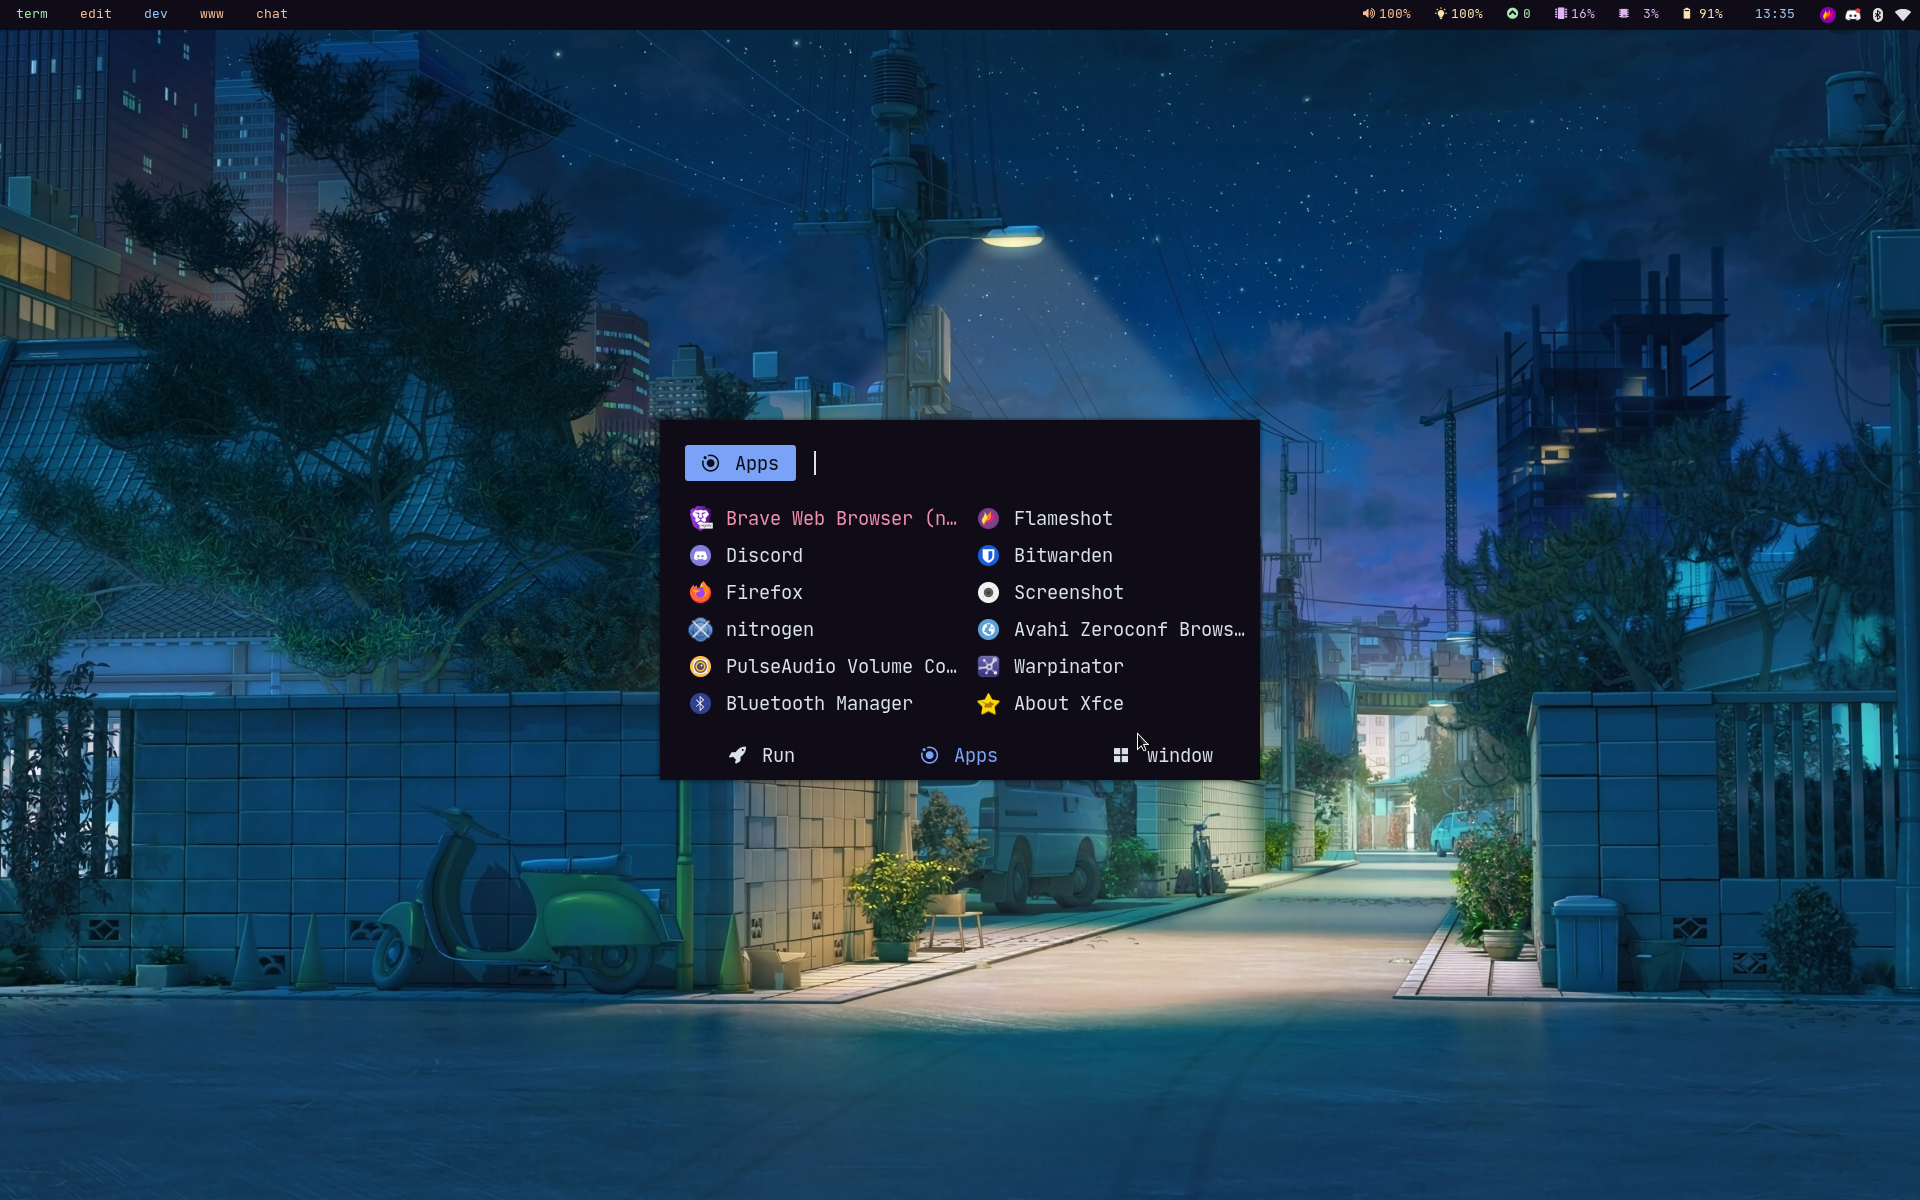 term edit dev www chat 100% 100% 0 16% 3% 91% 13:35
Apps
Brave Web Browser (n… Flameshot
Discord Bitwarden
Firefox Screenshot
nitrogen Avahi Zeroconf Brows…
PulseAudio Volume Co… Warpinator
Bluetooth Manager About Xfce
Run Apps window